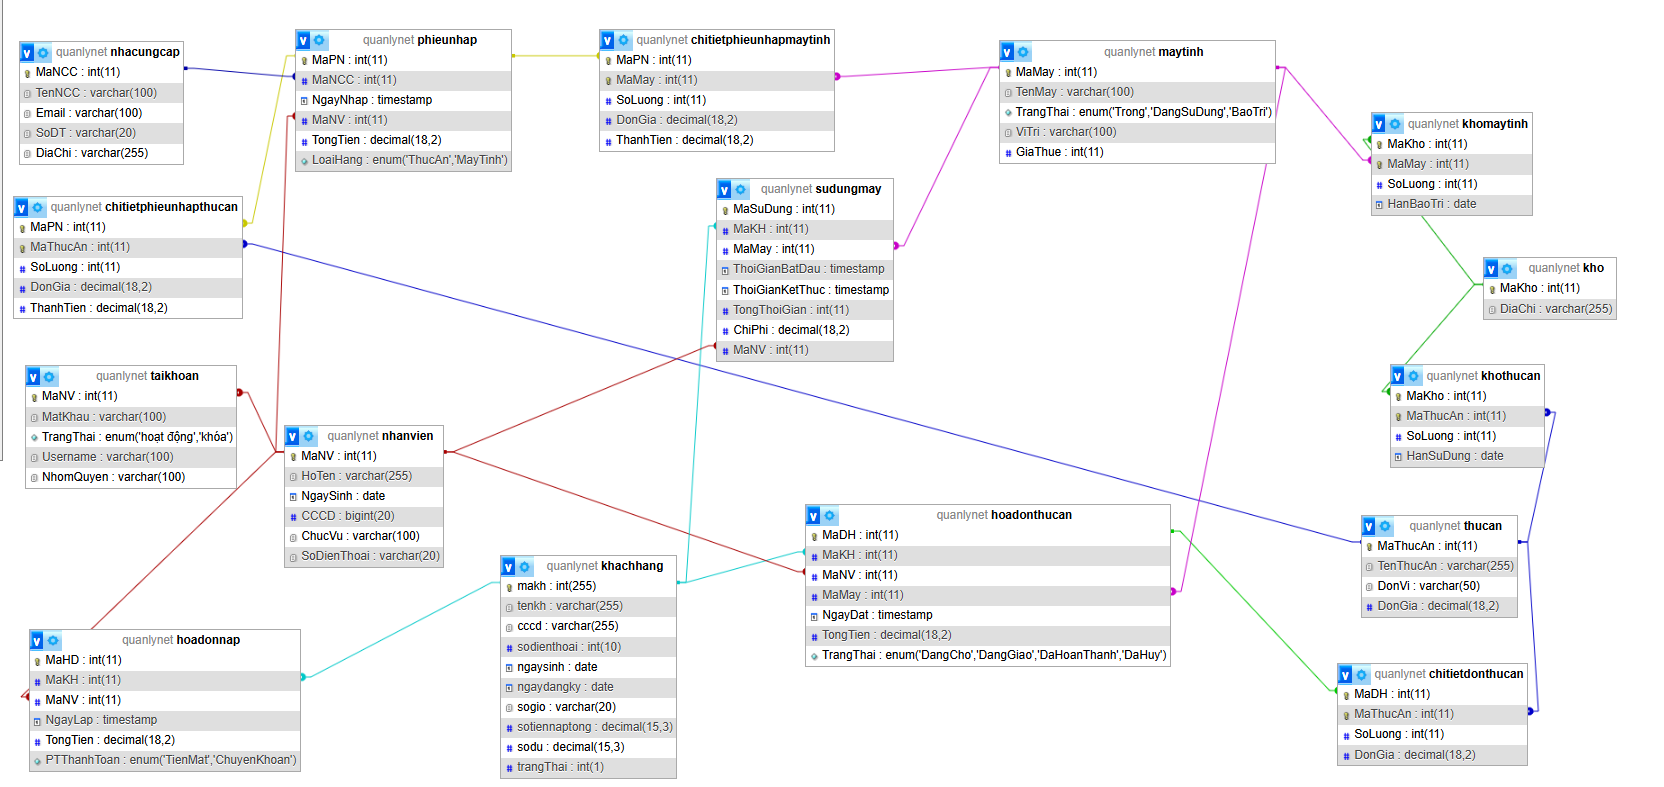 quanlynet nhacungcap
MaNCC : int(11)
TenNCC : varchar(100)
Email : varchar(100)
SoDT : varchar(20)
DiaChi : varchar(255)
quanlynet phieunhap
MaPN : int(11)
MaNCC : int(11)
NgayNhap : timestamp
MaNV : int(11)
TongTien : decimal(18,2)
LoaiHang : enum('ThucAn','MayTinh')
quanlynet chitietphieunhapmaytinh
MaPN : int(11)
MaMay : int(11)
SoLuong : int(11)
DonGia : decimal(18,2)
ThanhTien : decimal(18,2)
quanlynet maytinh
MaMay : int(11)
TenMay : varchar(100)
TrangThai : enum('Trong','DangSuDung','BaoTri')
ViTri : varchar(100)
GiaThue : int(11)
quanlynet khomaytinh
MaKho : int(11)
MaMay : int(11)
SoLuong : int(11)
HanBaoTri : date
quanlynet chitietphieunhapthucan
MaPN : int(11)
MaThucAn : int(11)
SoLuong : int(11)
DonGia : decimal(18,2)
ThanhTien : decimal(18,2)
quanlynet sudungmay
MaSuDung : int(11)
MaKH : int(11)
MaMay : int(11)
ThoiGianBatDau : timestamp
ThoiGianKetThuc : timestamp
TongThoiGian : int(11)
ChiPhi : decimal(18,2)
MaNV : int(11)
quanlynet kho
MaKho : int(11)
DiaChi : varchar(255)
quanlynet taikhoan
MaNV : int(11)
MatKhau : varchar(100)
TrangThai : enum('hoạt động','khóa')
Username : varchar(100)
NhomQuyen : varchar(100)
quanlynet khothucan
MaKho : int(11)
MaThucAn : int(11)
SoLuong : int(11)
HanSuDung : date
quanlynet nhanvien
MaNV : int(11)
HoTen : varchar(255)
NgaySinh : date
CCCD : bigint(20)
ChucVu : varchar(100)
SoDienThoai : varchar(20)
quanlynet hoadonthucan
MaDH : int(11)
MaKH : int(11)
MaNV : int(11)
MaMay : int(11)
NgayDat : timestamp
TongTien : decimal(18,2)
TrangThai : enum('DangCho','DangGiao','DaHoanThanh','DaHuy')
quanlynet thucan
MaThucAn : int(11)
TenThucAn : varchar(255)
DonVi : varchar(50)
DonGia : decimal(18,2)
quanlynet khachhang
makh : int(255)
tenkh : varchar(255)
cccd : varchar(255)
sodienthoai : int(10)
ngaysinh : date
ngaydangky : date
sogio : varchar(20)
sotiennaptong : decimal(15,3)
sodu : decimal(15,3)
trangThai : int(1)
quanlynet hoadonnap
MaHD : int(11)
MaKH : int(11)
MaNV : int(11)
NgayLap : timestamp
TongTien : decimal(18,2)
PTThanhToan : enum('TienMat','ChuyenKhoan')
quanlynet chitietdonthucan
MaDH : int(11)
MaThucAn : int(11)
SoLuong : int(11)
DonGia : decimal(18,2)